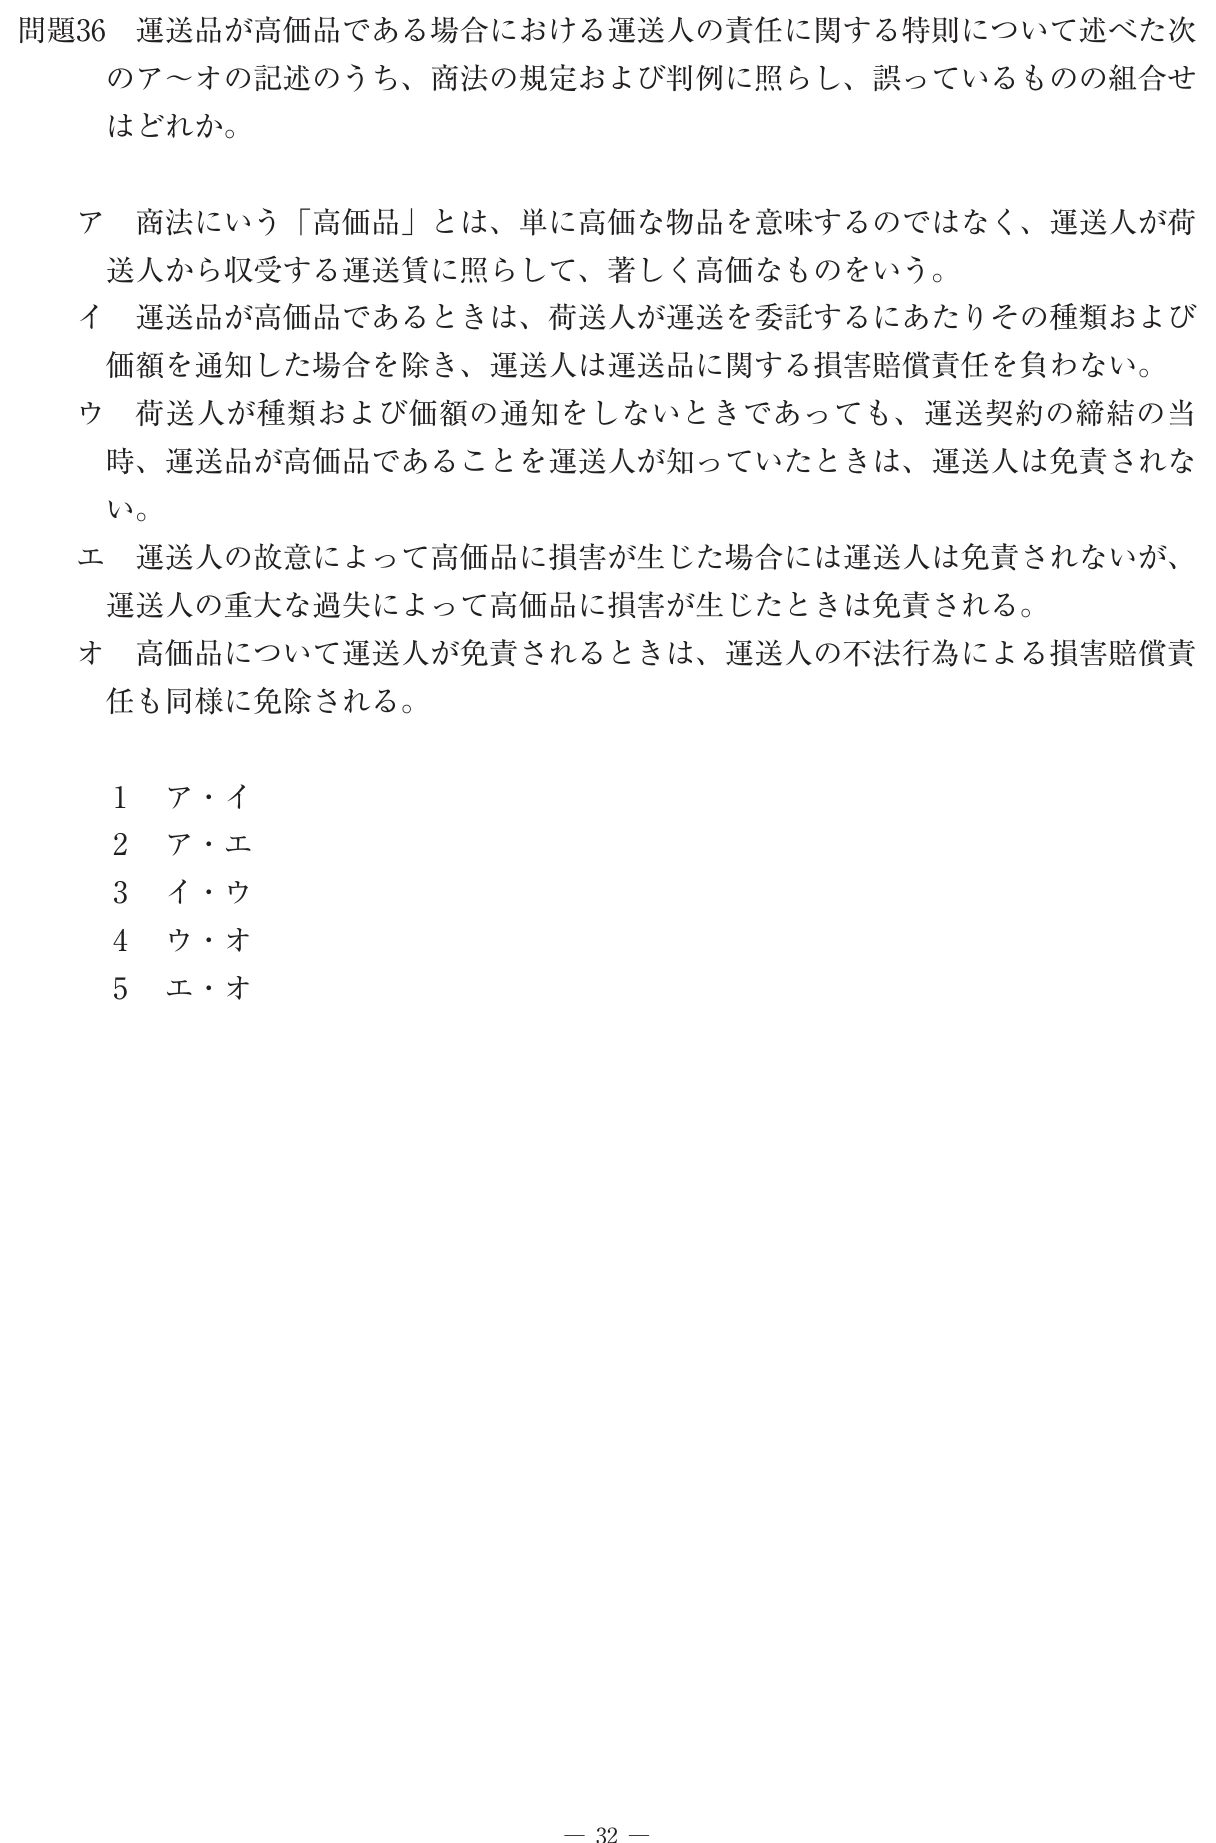 問題36　運送品が高価品である場合における運送人の責任に関する特則について述べた次
のア～オの記述のうち、商法の規定および判例に照らし、誤っているものの組合せ
はどれか。
ア　商法にいう「高価品」とは、単に高価な物品を意味するのではなく、運送人が荷
送人から収受する運送賃に照らして、著しく高価なものをいう。
イ　運送品が高価品であるときは、荷送人が運送を委託するにあたりその種類および
価額を通知した場合を除き、運送人は運送品に関する損害賠償責任を負わない。
ウ　荷送人が種類および価額の通知をしないときであっても、運送契約の締結の当
時、運送品が高価品であることを運送人が知っていたときは、運送人は免責されな
い。
エ　運送人の故意によって高価品に損害が生じた場合には運送人は免責されないが、
運送人の重大な過失によって高価品に損害が生じたときは免責される。
オ　高価品について運送人が免責されるときは、運送人の不法行為による損害賠償責
任も同様に免除される。
1　ア・イ
2　ア・エ
3　イ・ウ
4　ウ・オ
5　エ・オ
― 32 ―